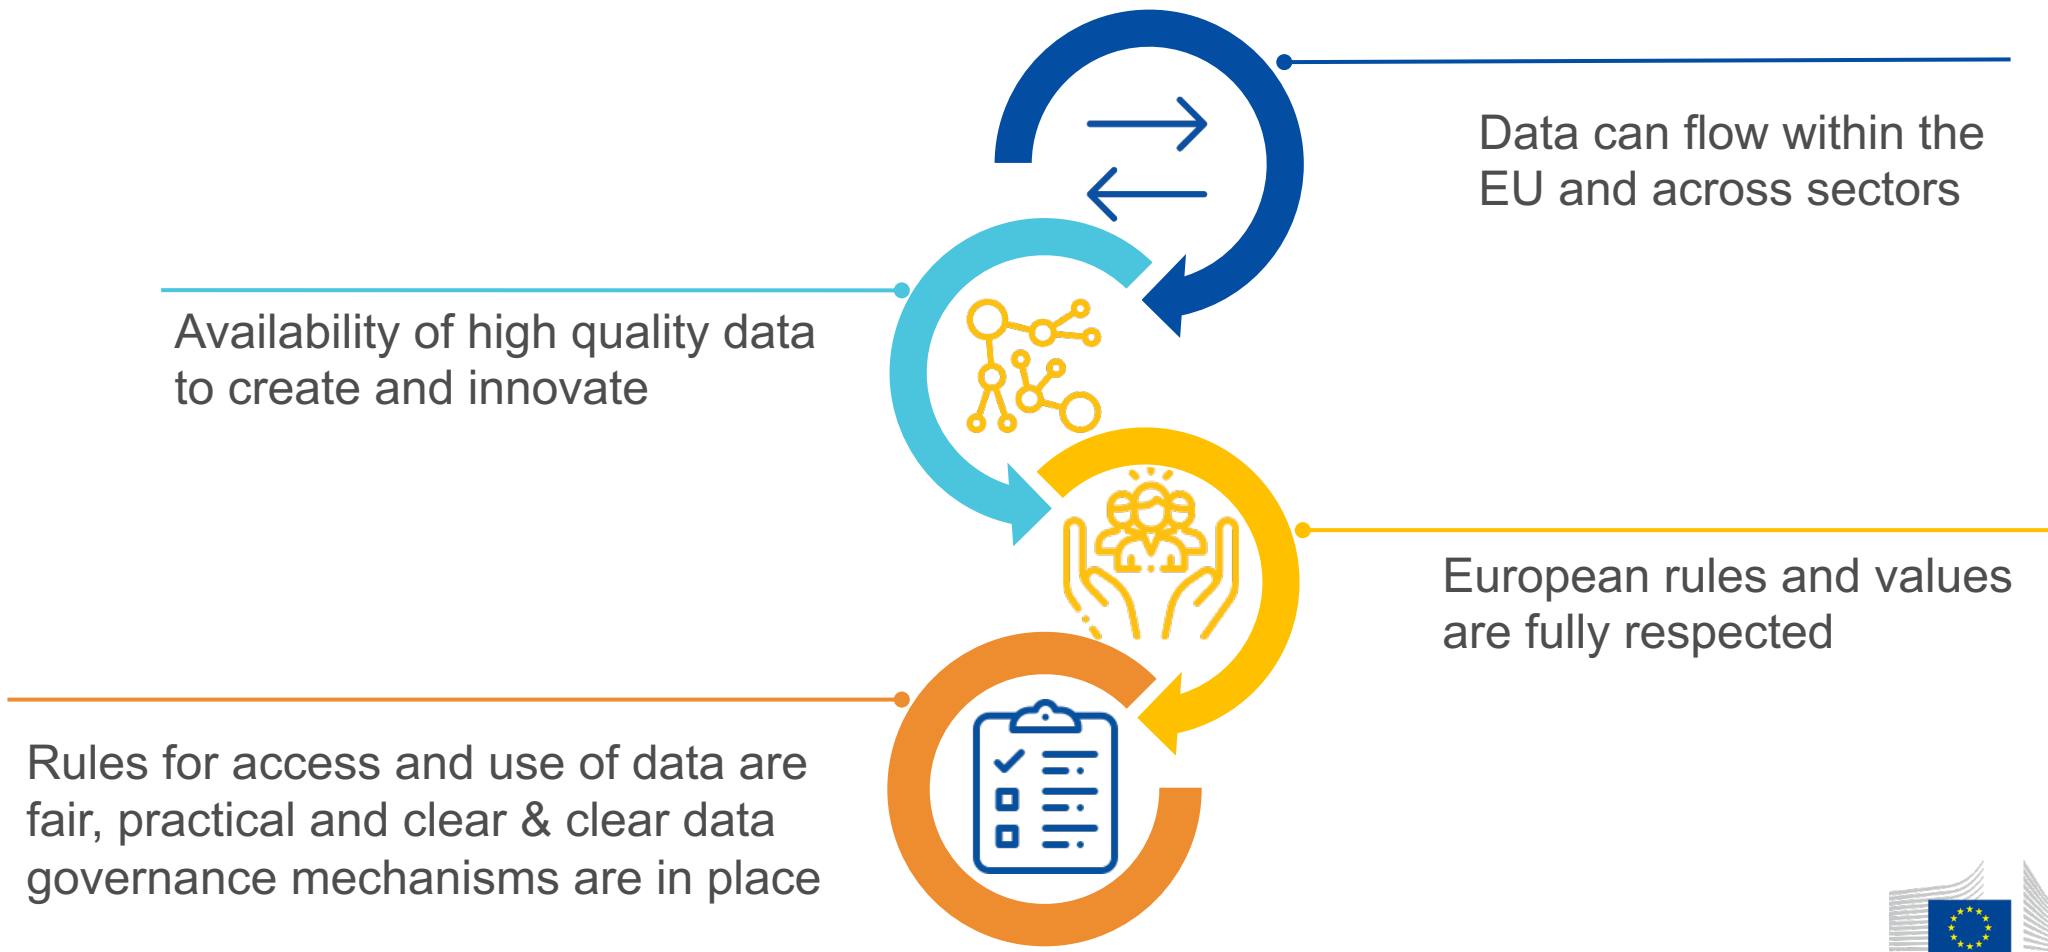 Data can flow within the
EU and across sectors
Availability of high quality data
to create and innovate
European rules and values
are fully respected
Rules for access and use of data are
fair, practical and clear & clear data
governance mechanisms are in place